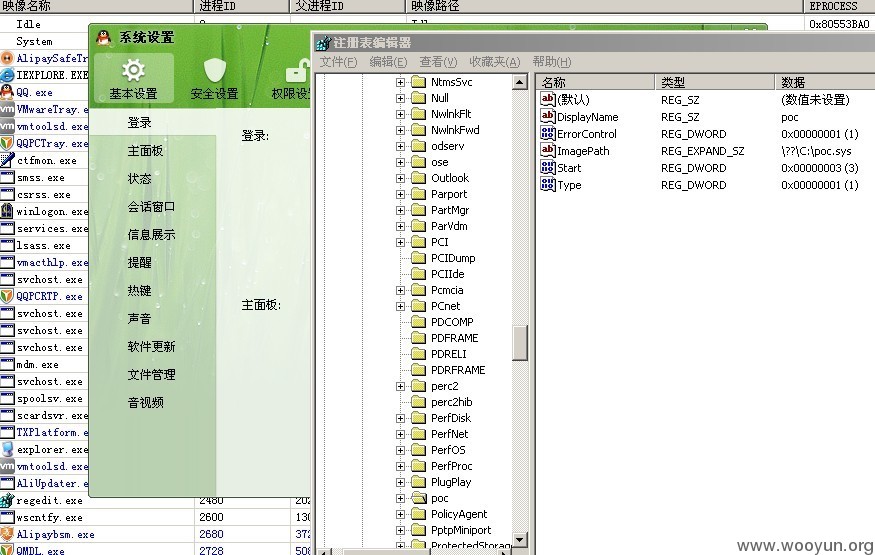 映像名称 进程ID 父进程ID 映像路径 EPROCESS
Idle 0 Idle 0x80553BA0
System
AlipaySafeTr
IEXPLORE.EXE
QQ.exe
VMwareTray.e
vmtoolsd.exe
QQPCTray.exe
ctfmon.exe
smss.exe
csrss.exe
winlogon.exe
services.exe
lsass.exe
vmacthlp.exe
svchost.exe
QQPCRTP.exe
svchost.exe
svchost.exe
svchost.exe
mdm.exe
svchost.exe
spoolsv.exe
scardsvr.exe
TXPlatform.e
explorer.exe
vmtoolsd.exe
AliUpdater.e
regedit.exe 2480 202
wscntfy.exe 2600 130
Alipaybsm.exe 2680 372
QMDL.exe 2728 508
系统设置
基本设置 安全设置 权限设
登录
主面板
状态
会话窗口
信息展示
提醒
热键
声音
软件更新
文件管理
音视频
登录:
主面板:
注册表编辑器
文件(F) 编辑(E) 查看(V) 收藏夹(A) 帮助(H)
NtmsSvc
Null
NwlnkFlt
NwlnkFwd
odserv
ose
Outlook
Parport
PartMgr
ParVdm
PCI
PCIDump
PCIIde
Pcmcia
PCnet
PDCOMP
PDFRAME
PDRELI
PDRFRAME
perc2
perc2hib
PerfDisk
PerfNet
PerfOS
PerfProc
PlugPlay
poc
PolicyAgent
PptpMiniport
ProtectedStorag
名称 类型 数据
(默认) REG_SZ (数值未设置)
DisplayName REG_SZ poc
ErrorControl REG_DWORD 0x00000001 (1)
ImagePath REG_EXPAND_SZ \??\C:\poc.sys
Start REG_DWORD 0x00000003 (3)
Type REG_DWORD 0x00000001 (1)
www.wooyun.org